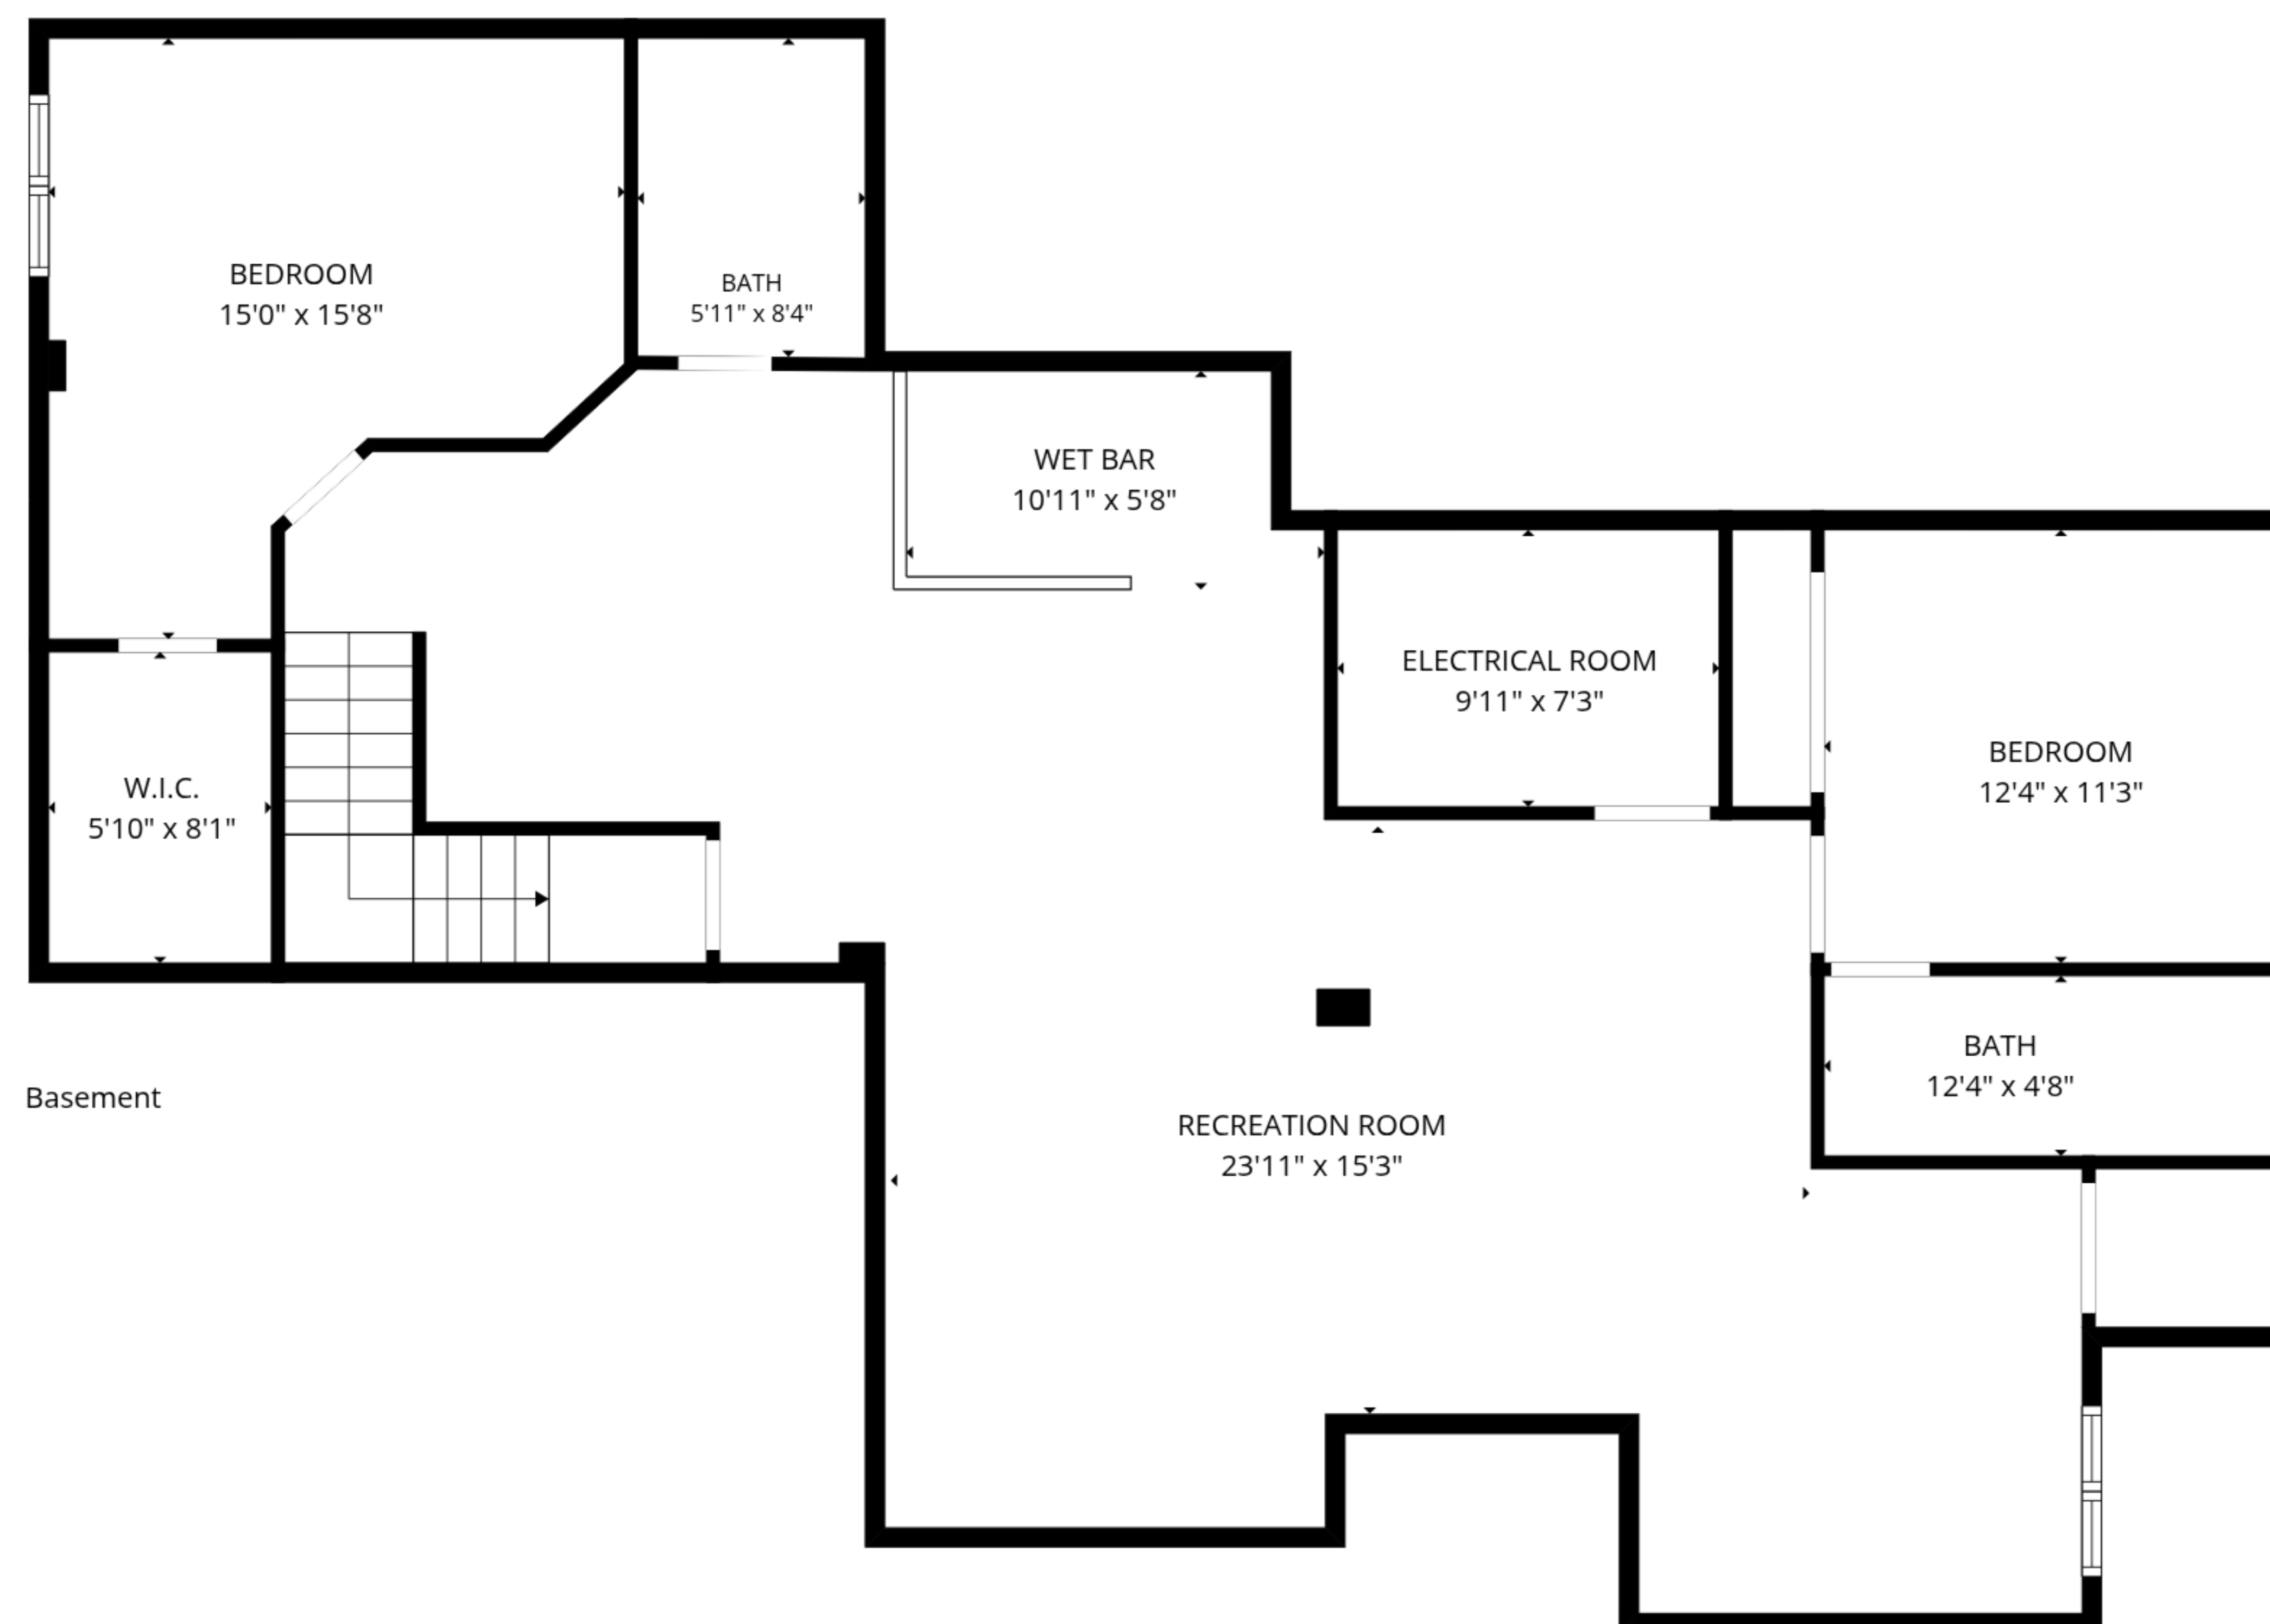 BEDROOM
15'0" x 15'8"
BATH
5'11" x 8'4"
WET BAR
10'11" x 5'8"
ELECTRICAL ROOM
9'11" x 7'3"
BEDROOM
12'4" x 11'3"
W.I.C.
5'10" x 8'1"
BATH
12'4" x 4'8"
Basement
RECREATION ROOM
23'11" x 15'3"